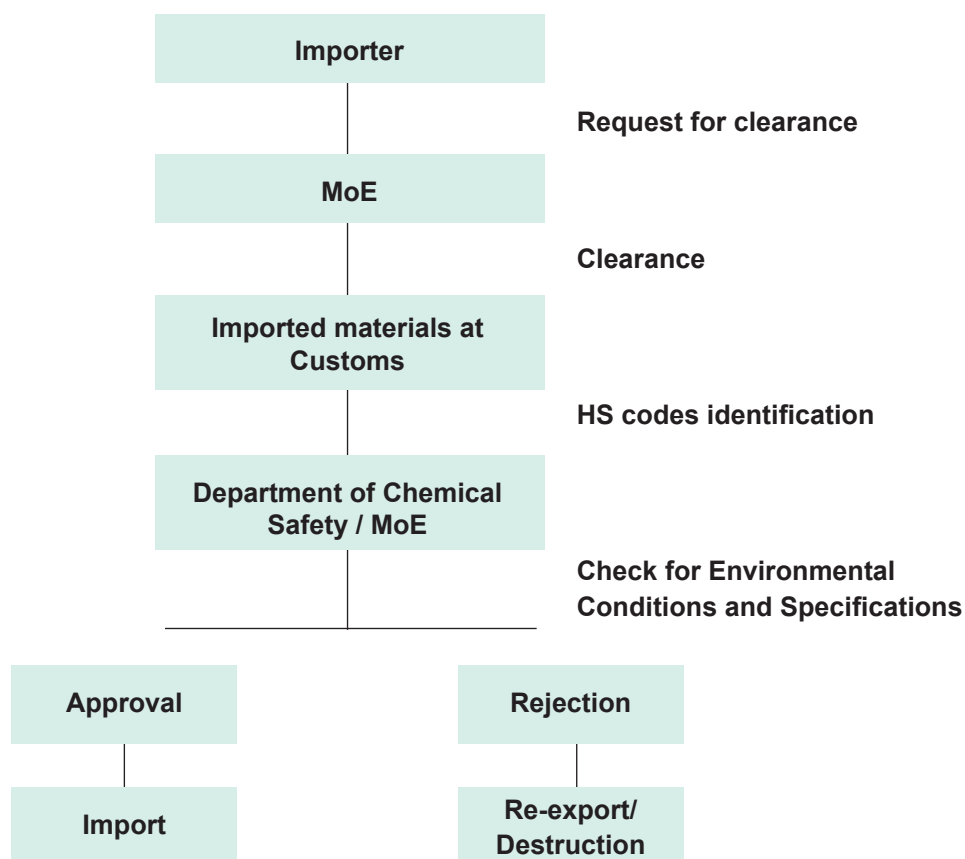 Importer
Request for clearance
MoE
Clearance
Imported materials at
Customs
HS codes identification
Department of Chemical
Safety / MoE
Check for Environmental
Conditions and Specifications
Approval
Rejection
Import
Re-export/
Destruction